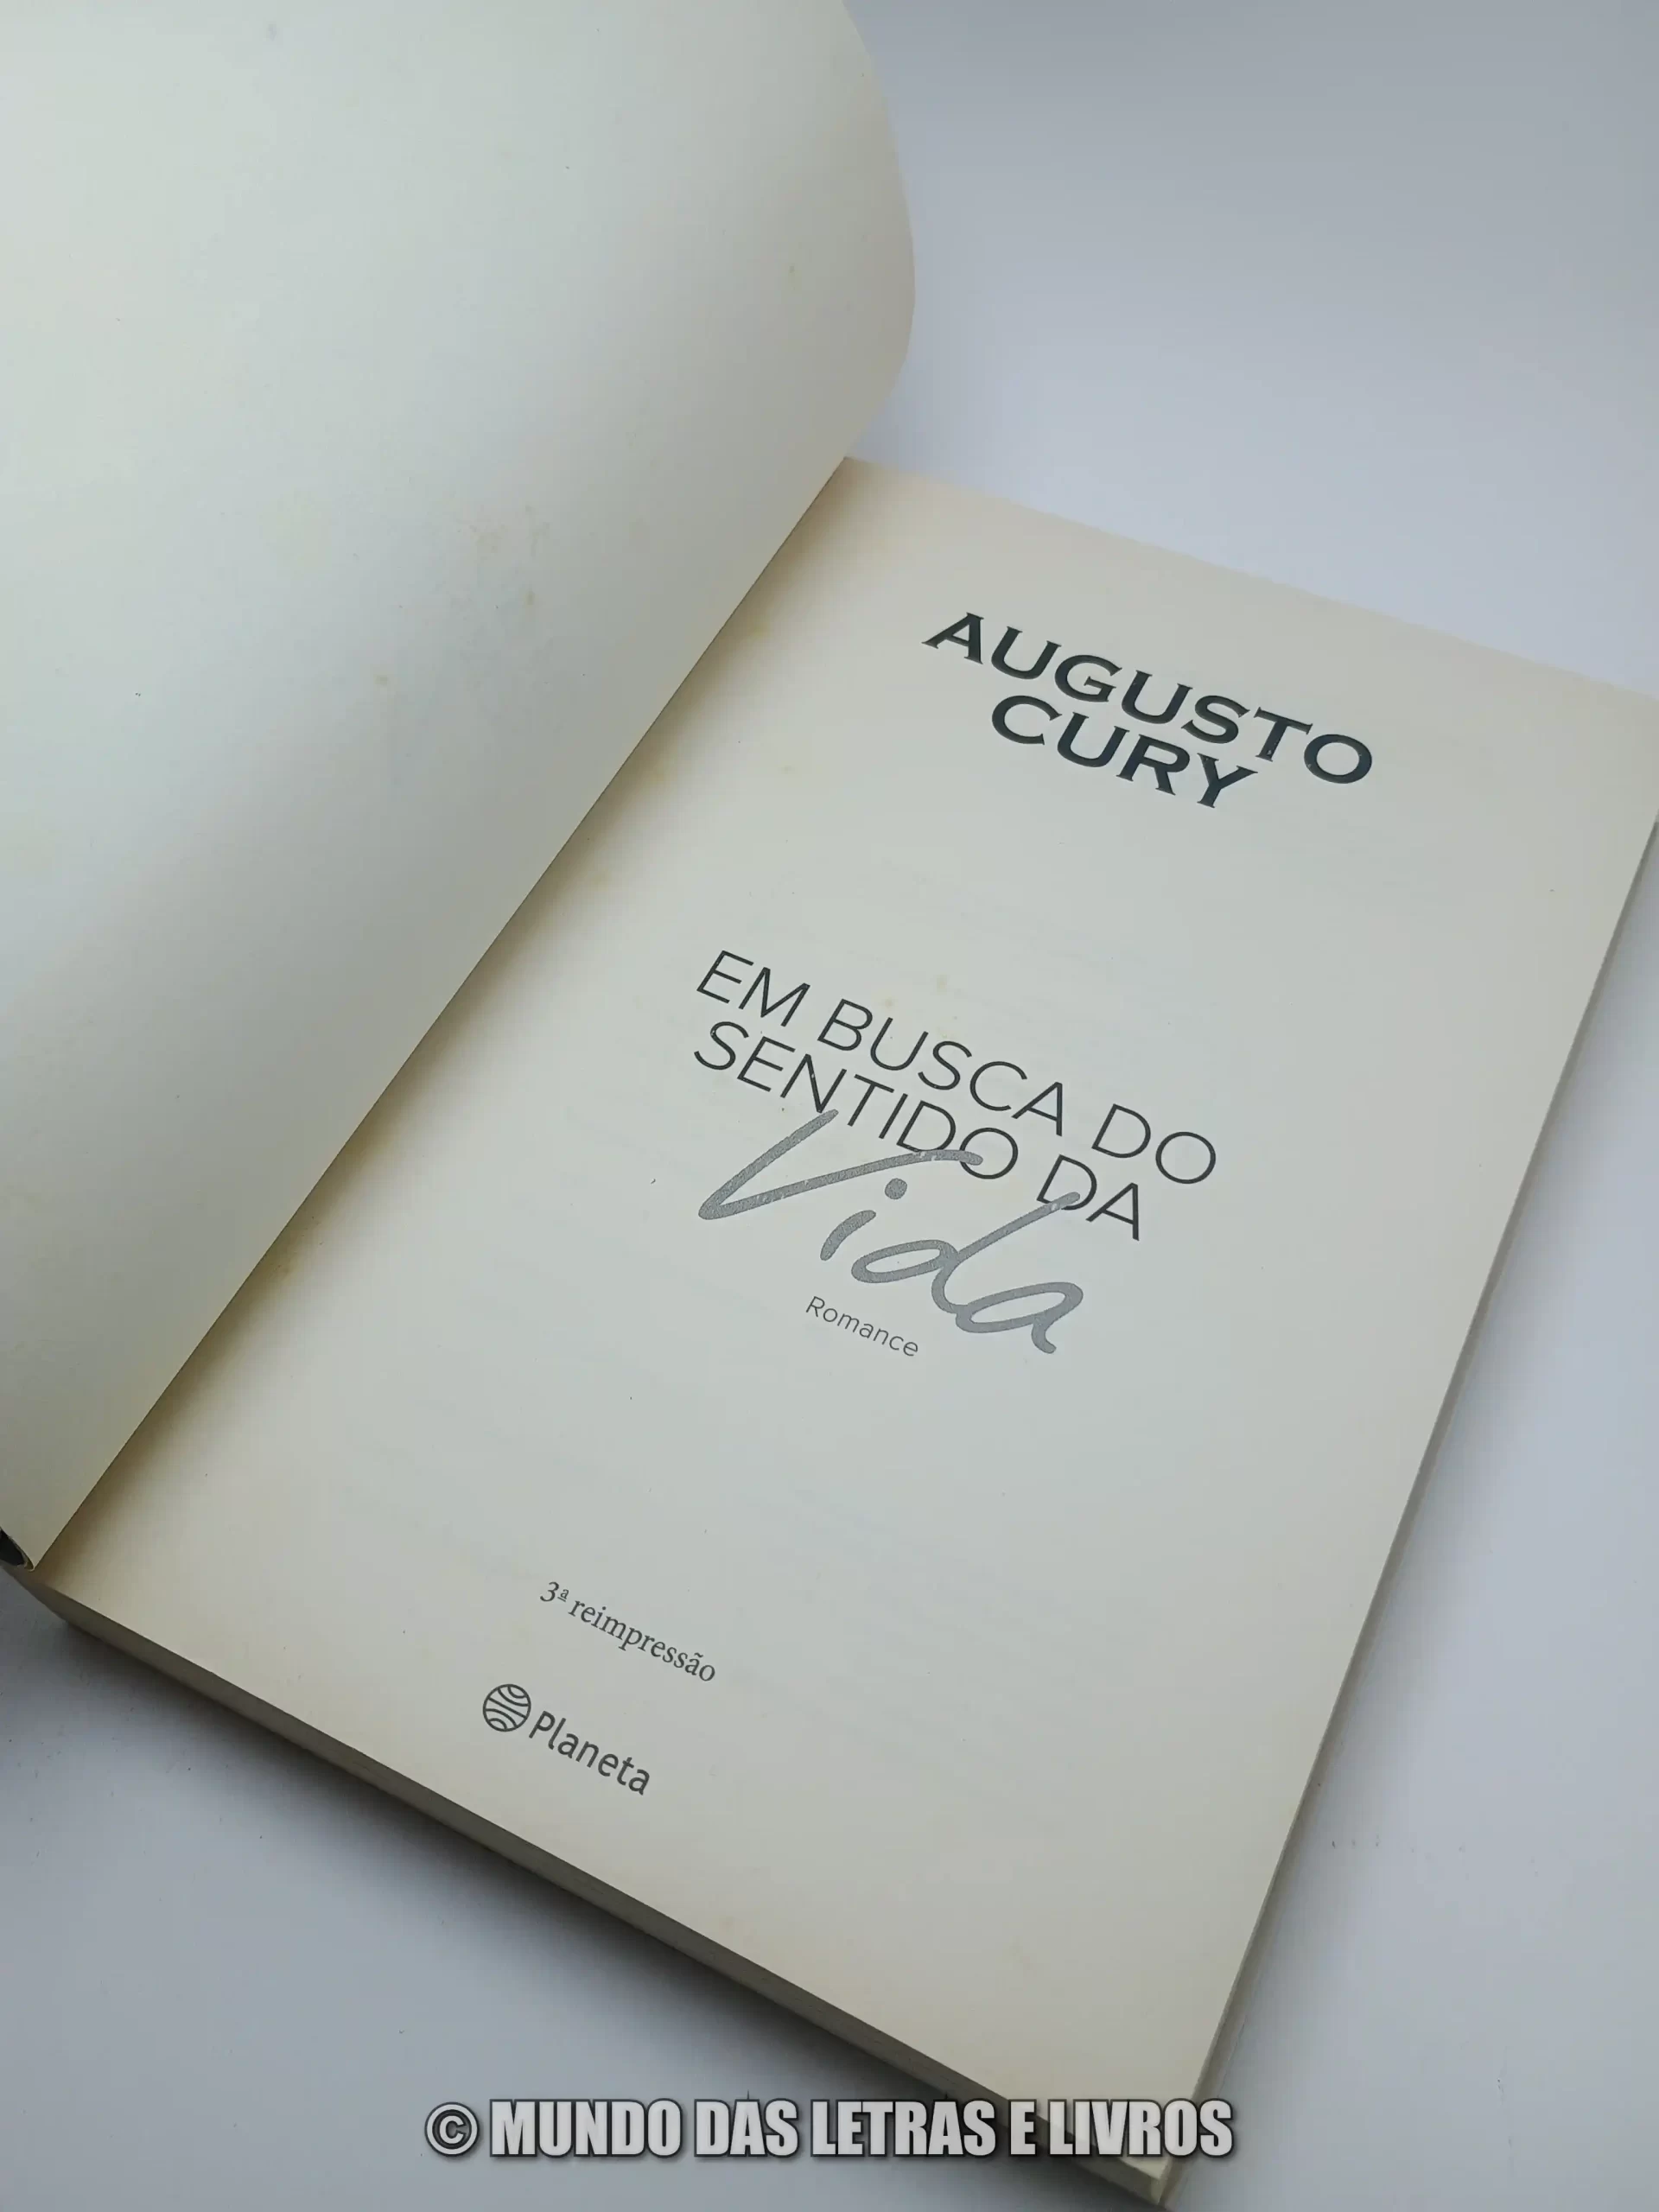 AUGUSTO
CURY
EM BUSCA DO
SENTIDO DA
Vida
Romance
3ª reimpressão
Planeta
© MUNDO DAS LETRAS E LIVROS